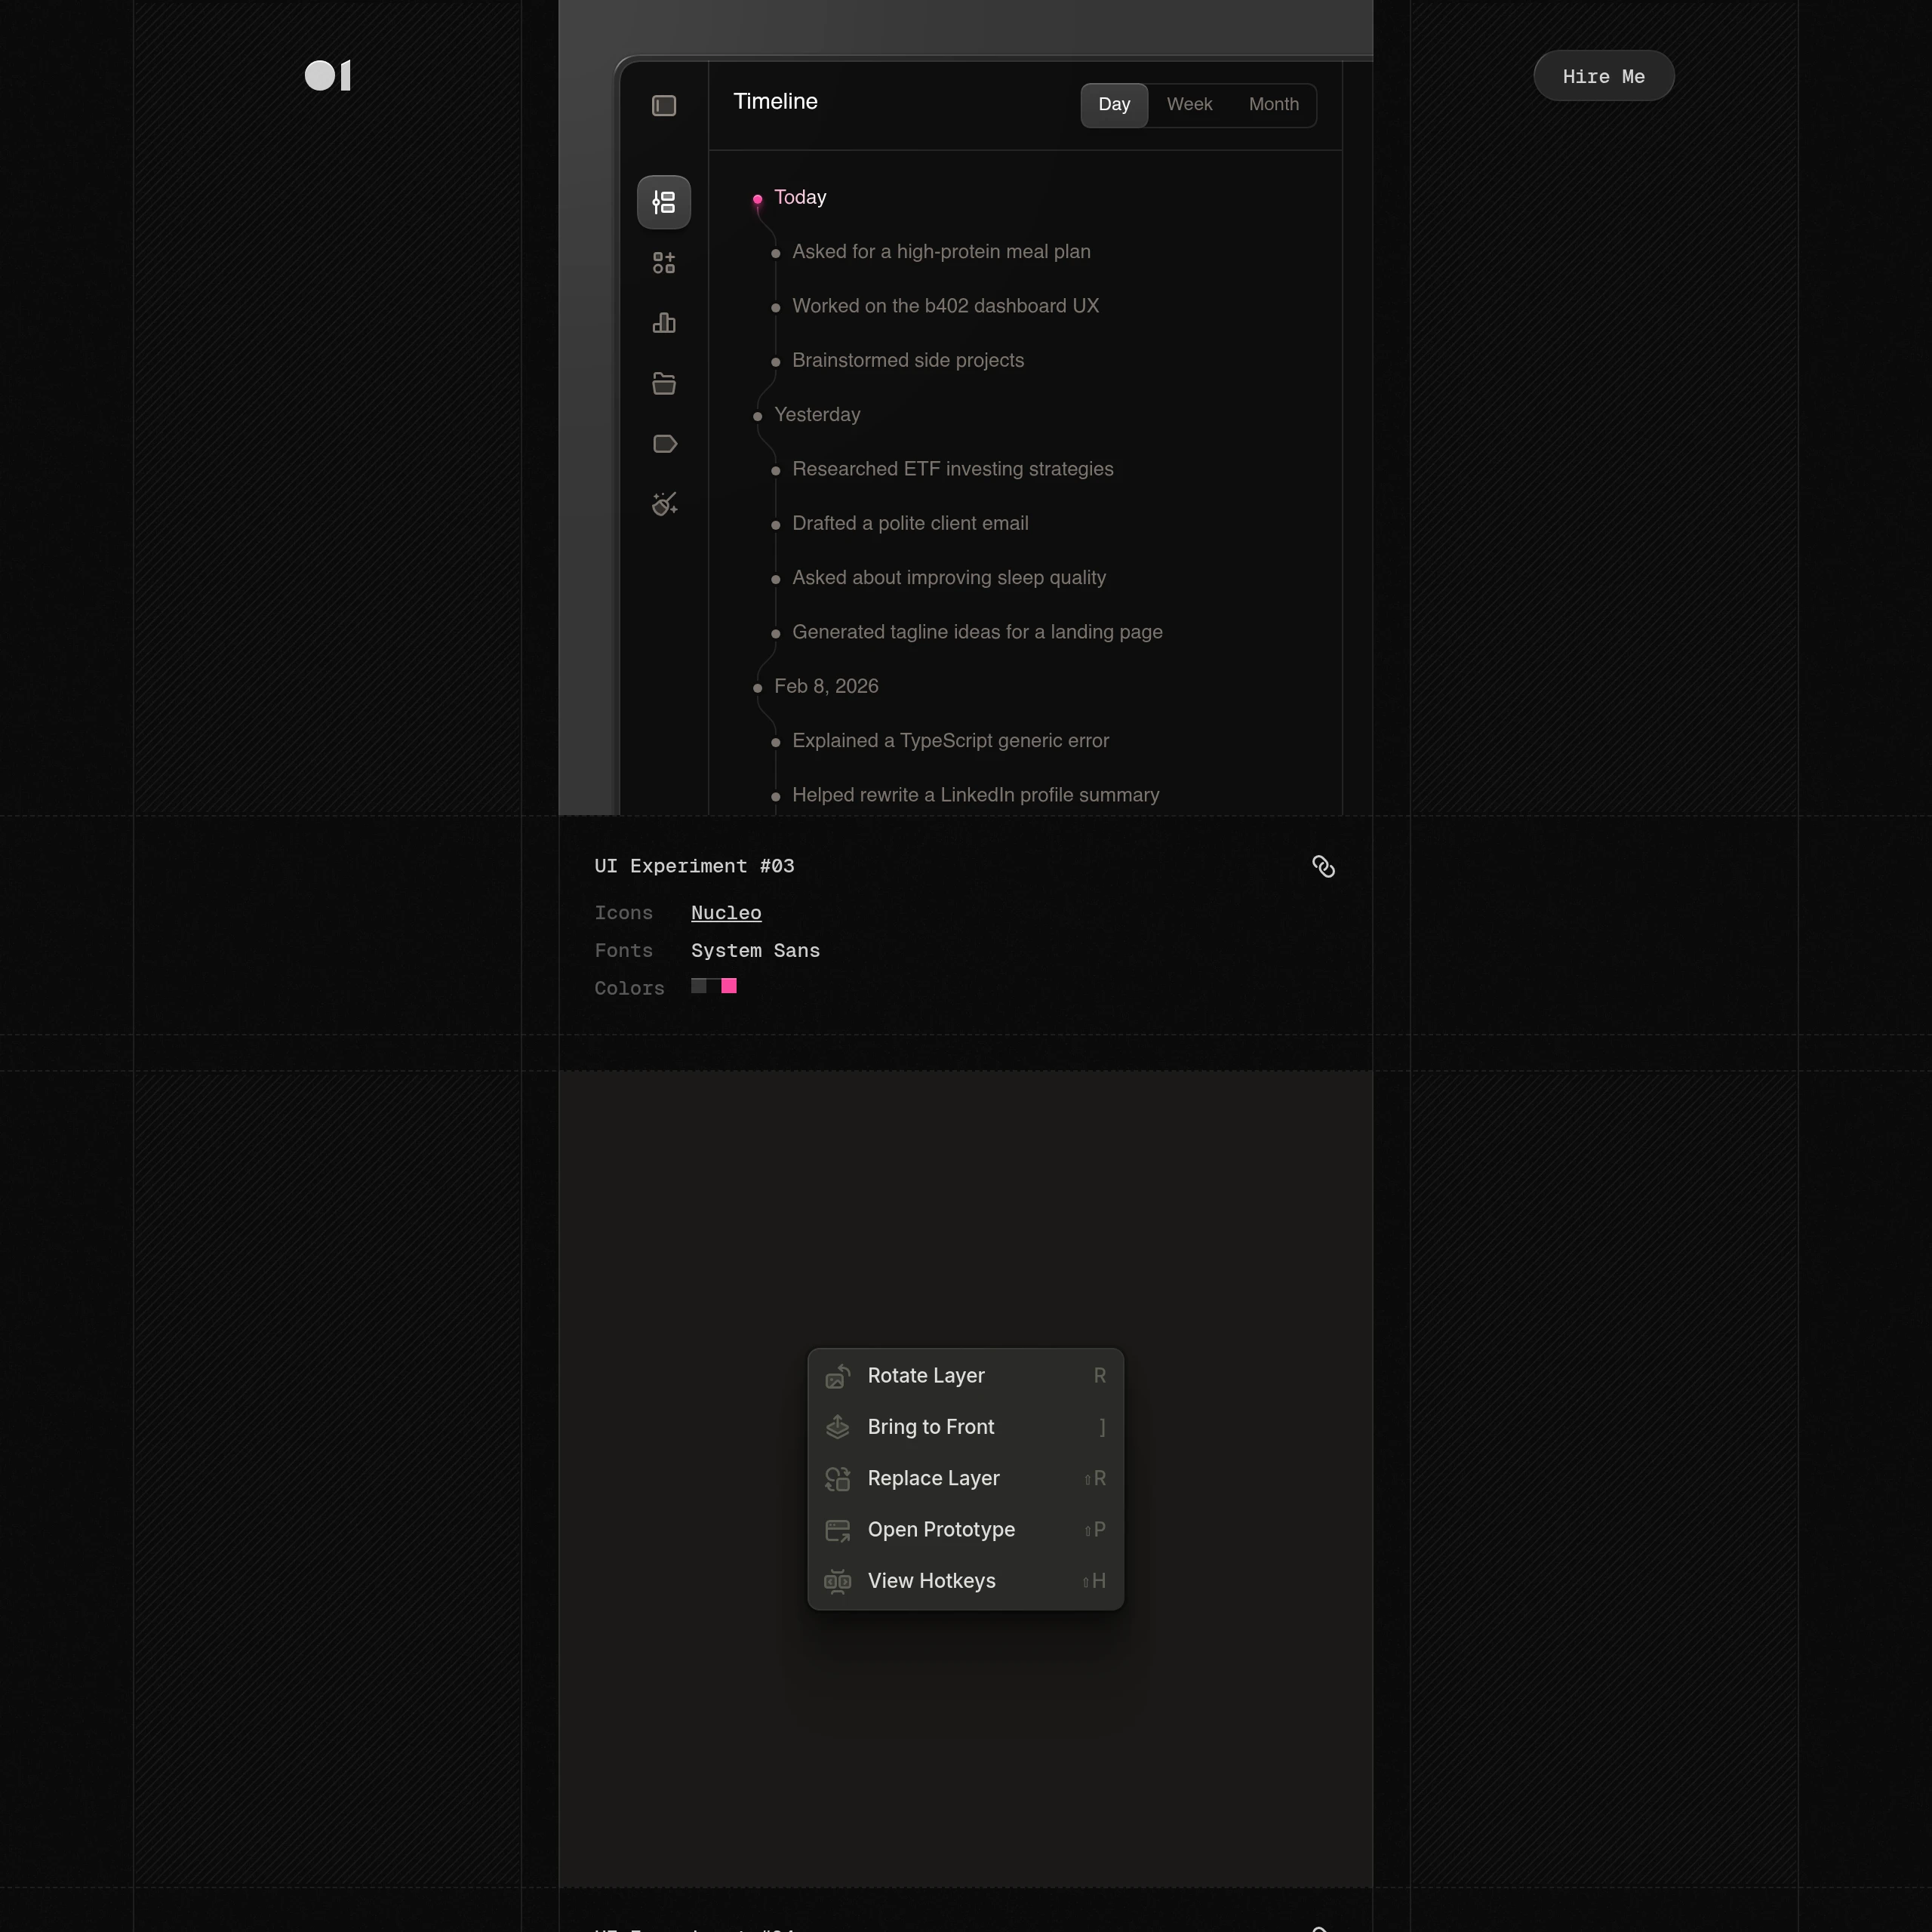 Hire Me
Timeline
Day Week Month
Today
Asked for a high-protein meal plan
Worked on the b402 dashboard UX
Brainstormed side projects
Yesterday
Researched ETF investing strategies
Drafted a polite client email
Asked about improving sleep quality
Generated tagline ideas for a landing page
Feb 8, 2026
Explained a TypeScript generic error
Helped rewrite a LinkedIn profile summary
UI Experiment #03
Icons Nucleo
Fonts System Sans
Colors
Rotate Layer R
Bring to Front ]
Replace Layer ⇧R
Open Prototype ⇧P
View Hotkeys ⇧H